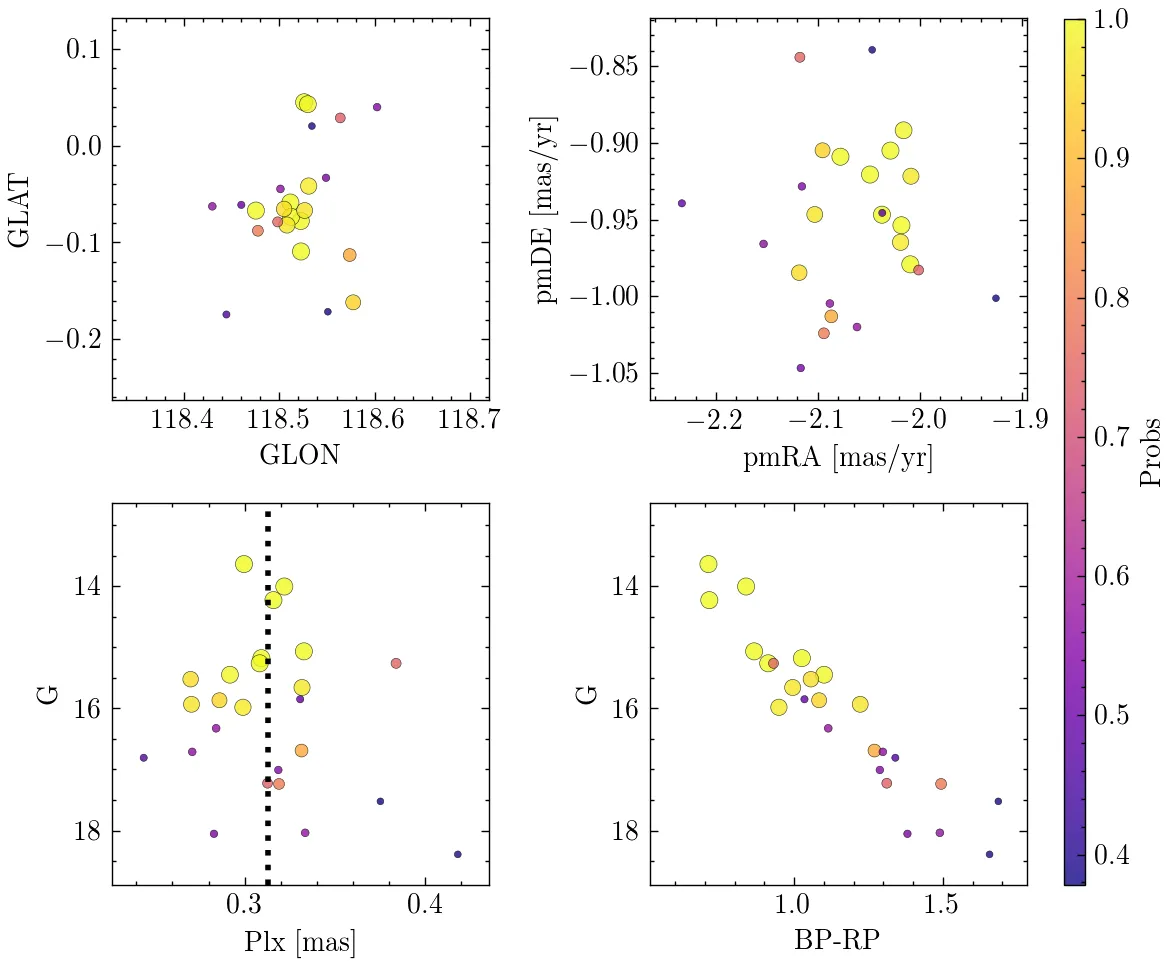 0.1
0.0
−0.1
−0.2
GLAT
118.4 118.5 118.6 118.7
GLON
−0.85
−0.90
−0.95
−1.00
−1.05
pmDE [mas/yr]
−2.2 −2.1 −2.0 −1.9
pmRA [mas/yr]
14
16
18
G
0.3 0.4
Plx [mas]
14
16
18
G
1.0 1.5
BP-RP
1.0
0.9
0.8
0.7
0.6
0.5
0.4
Probs